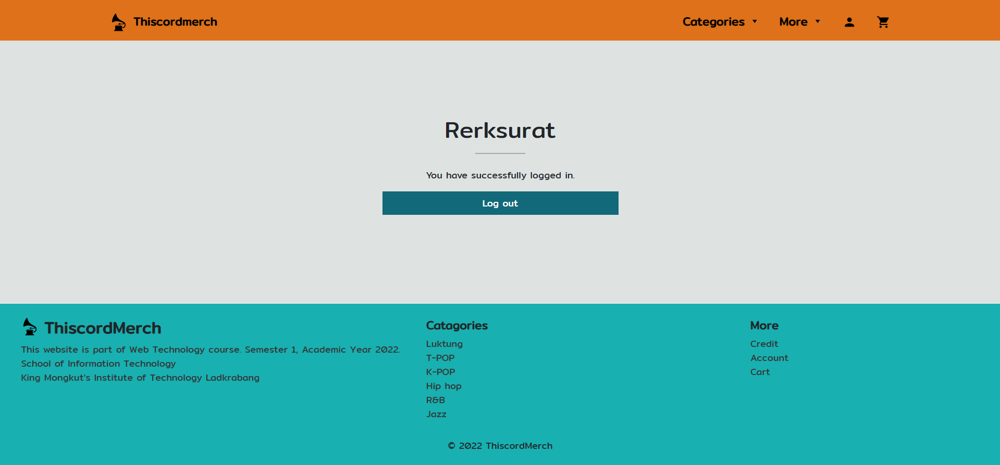 Thiscordmerch
Categories
More
Rerksurat
You have successfully logged in.
Log out
ThiscordMerch
This website is part of Web Technology course. Semester 1, Academic Year 2022.
School of Information Technology
King Mongkut's Institute of Technology Ladkrabang
Catagories
Luktung
T-POP
K-POP
Hip hop
R&B
Jazz
More
Credit
Account
Cart
© 2022 ThiscordMerch